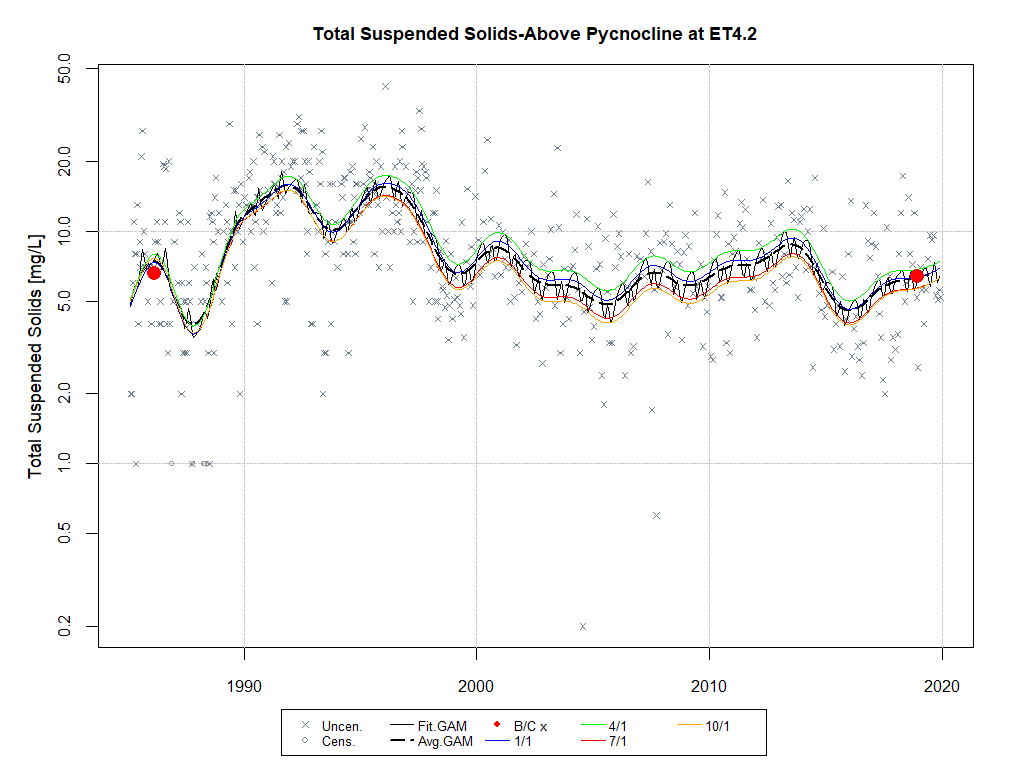 Total Suspended Solids-Above Pycnocline at ET4.2
Total Suspended Solids [mg/L]
50.0
20.0
10.0
5.0
2.0
1.0
0.5
0.2
1990 2000 2010 2020
Uncen. Fit.GAM B/C x 4/1 10/1
Cens. Avg.GAM 1/1 7/1